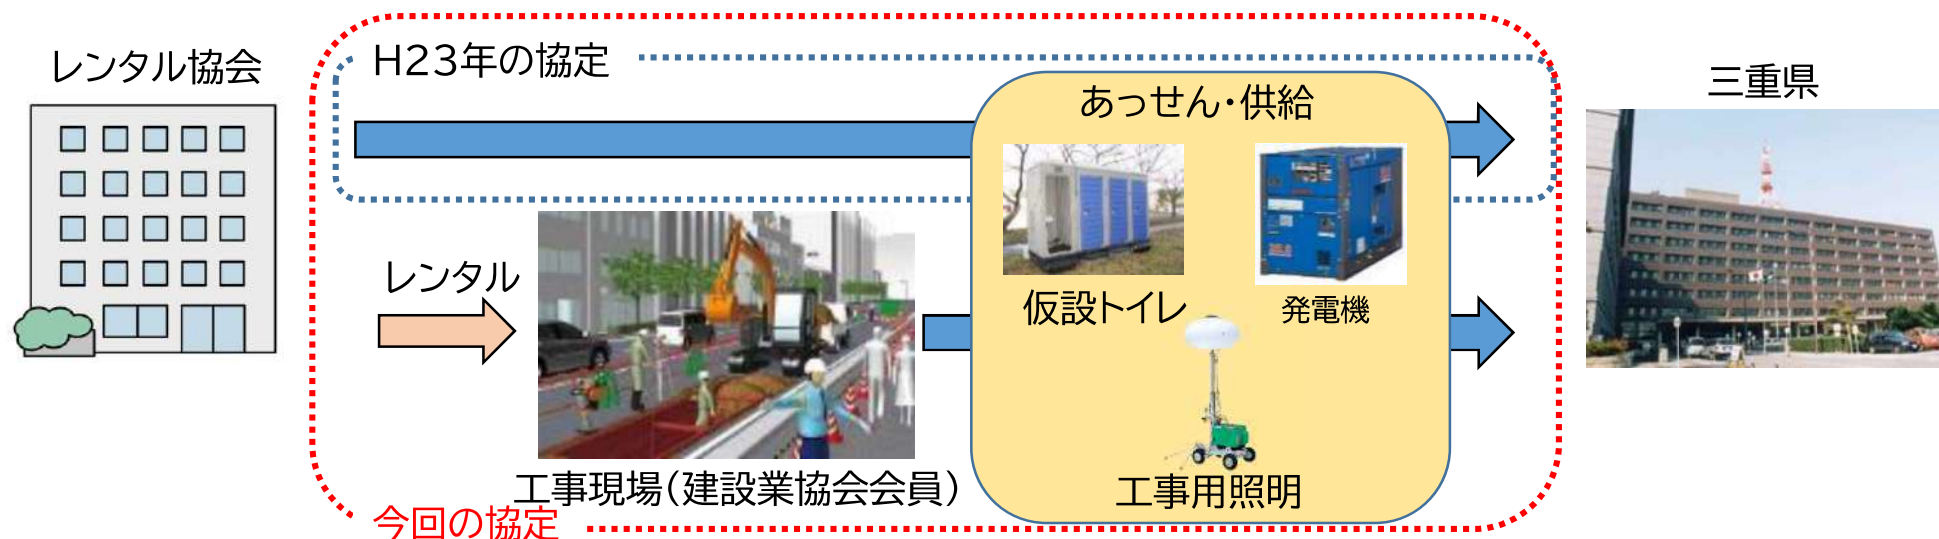 レンタル協会
H23年の協定
あっせん・供給
三重県
レンタル
仮設トイレ
発電機
工事現場(建設業協会会員)
工事用照明
今回の協定